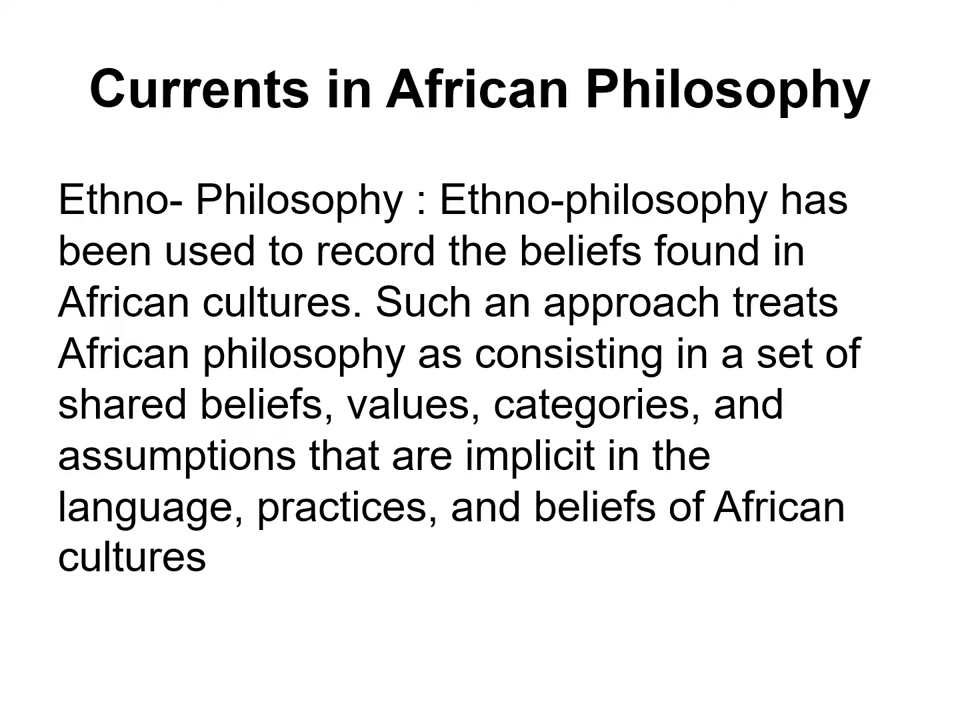 Currents in African Philosophy
Ethno- Philosophy : Ethno-philosophy has
been used to record the beliefs found in
African cultures. Such an approach treats
African philosophy as consisting in a set of
shared beliefs, values, categories, and
assumptions that are implicit in the
language, practices, and beliefs of African
cultures